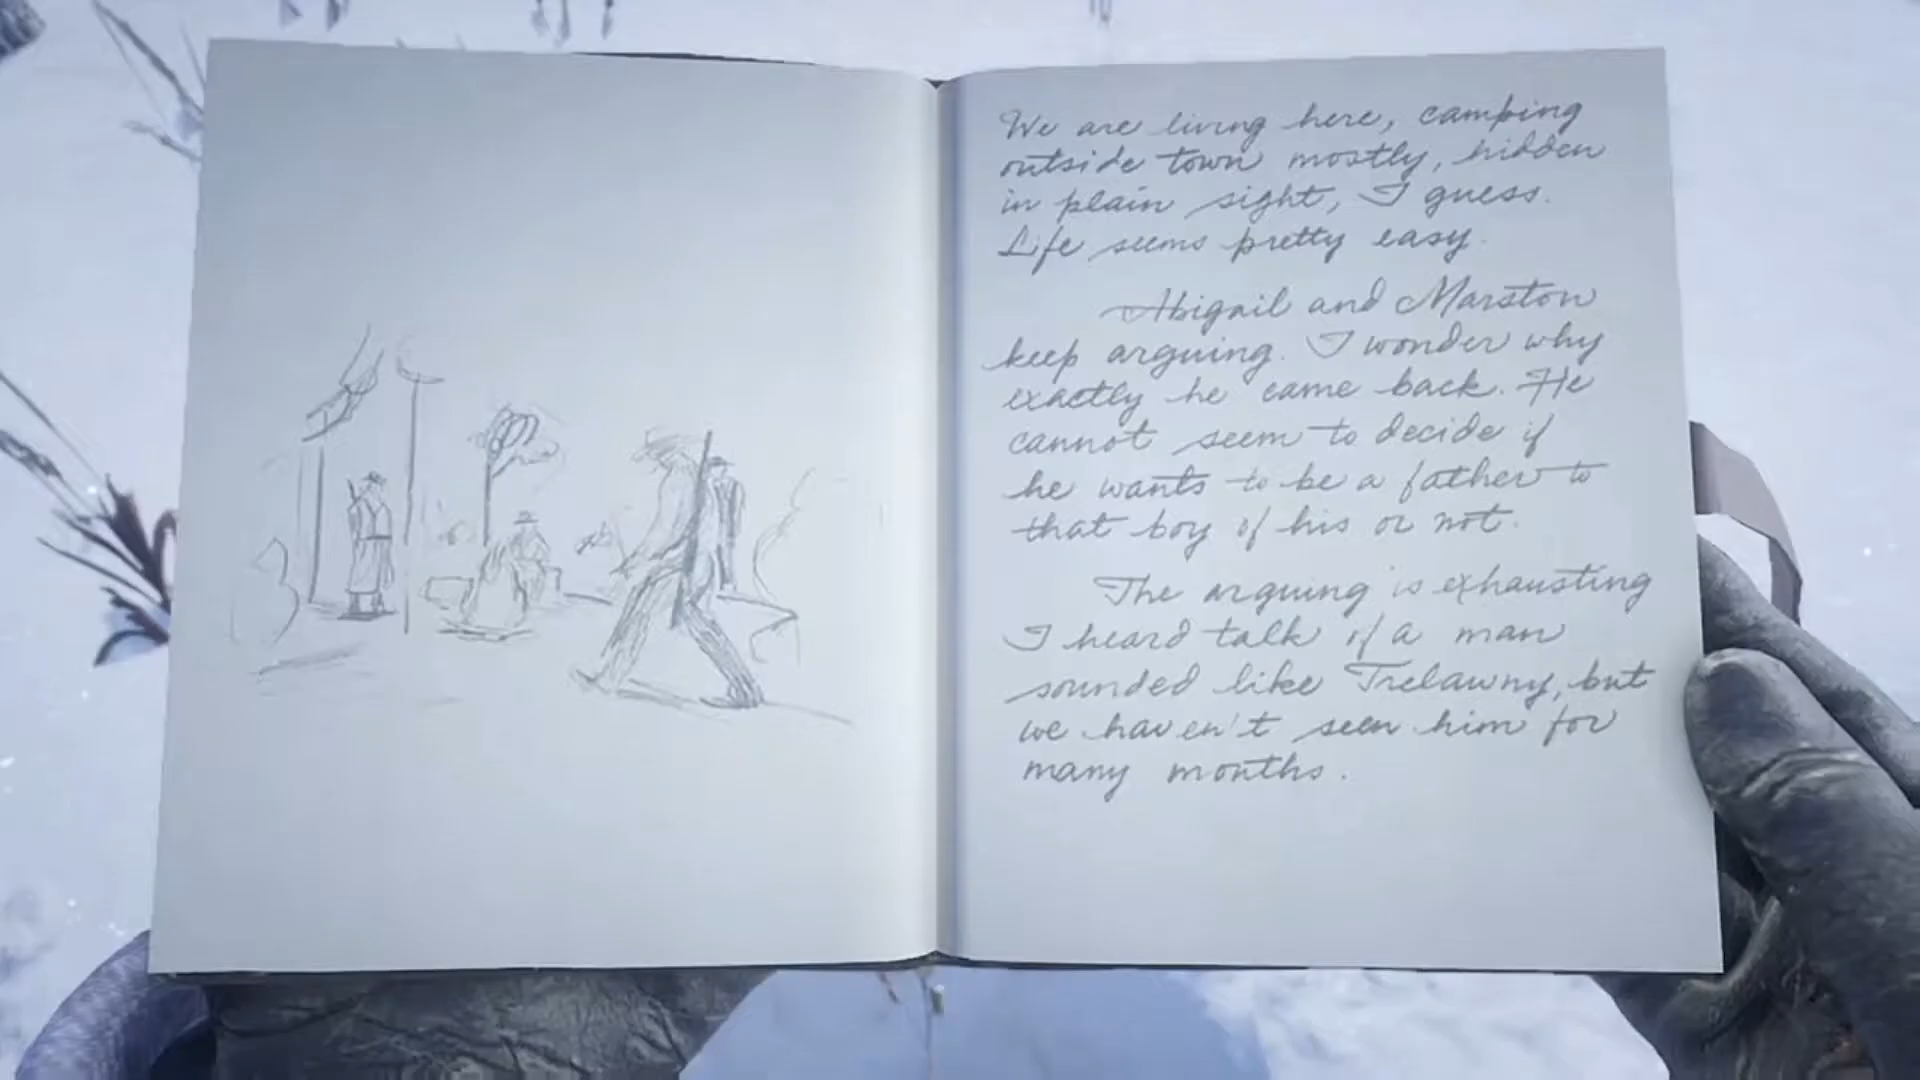 We are living here, camping
outside town mostly, hidden
in plain sight, I guess.
Life seems pretty easy.
Abigail and Marston
keep arguing. I wonder why
exactly he came back. He
cannot seem to decide if
he wants to be a father to
that boy of his or not.
The arguing is exhausting
I heard talk of a man
sounded like Trelawny, but
we haven't seen him for
many months.